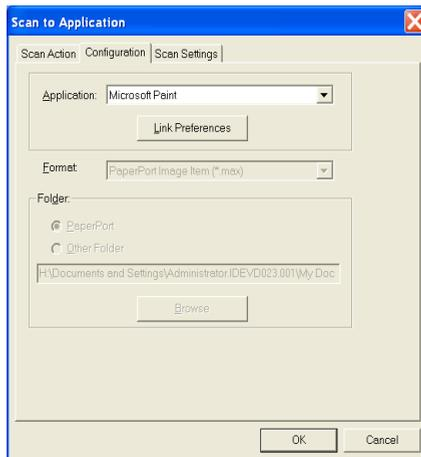 Scan to Application
Scan Action Configuration Scan Settings
Application: Microsoft Paint
Link Preferences
Format: PaperPort Image Item (*.max)
Folder:
PaperPort
Other Folder
H:\Documents and Settings\Administrator.IDEVD023.001\My Doc
Browse
OK Cancel